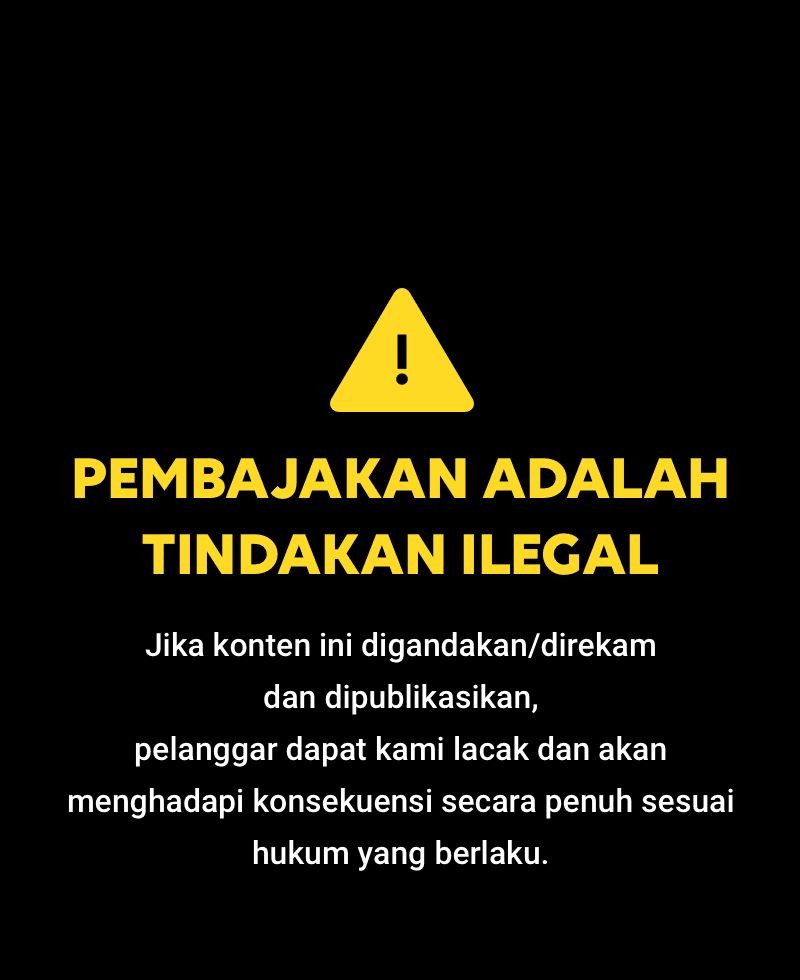 PEMBAJAKAN ADALAH
TINDAKAN ILEGAL
Jika konten ini digandakan/direkam
dan dipublikasikan,
pelanggar dapat kami lacak dan akan
menghadapi konsekuensi secara penuh sesuai
hukum yang berlaku.